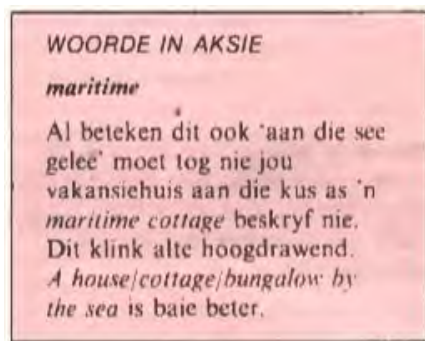 WOORDE IN AKSIE
maritime
Al beteken dit ook 'aan die see
geleë' moet tog nie jou
vakansiehuis aan die kus as 'n
maritime cottage beskryf nie.
Dit klink alte hoogdrawend.
A house/cottage/bungalow by
the sea is baie beter.